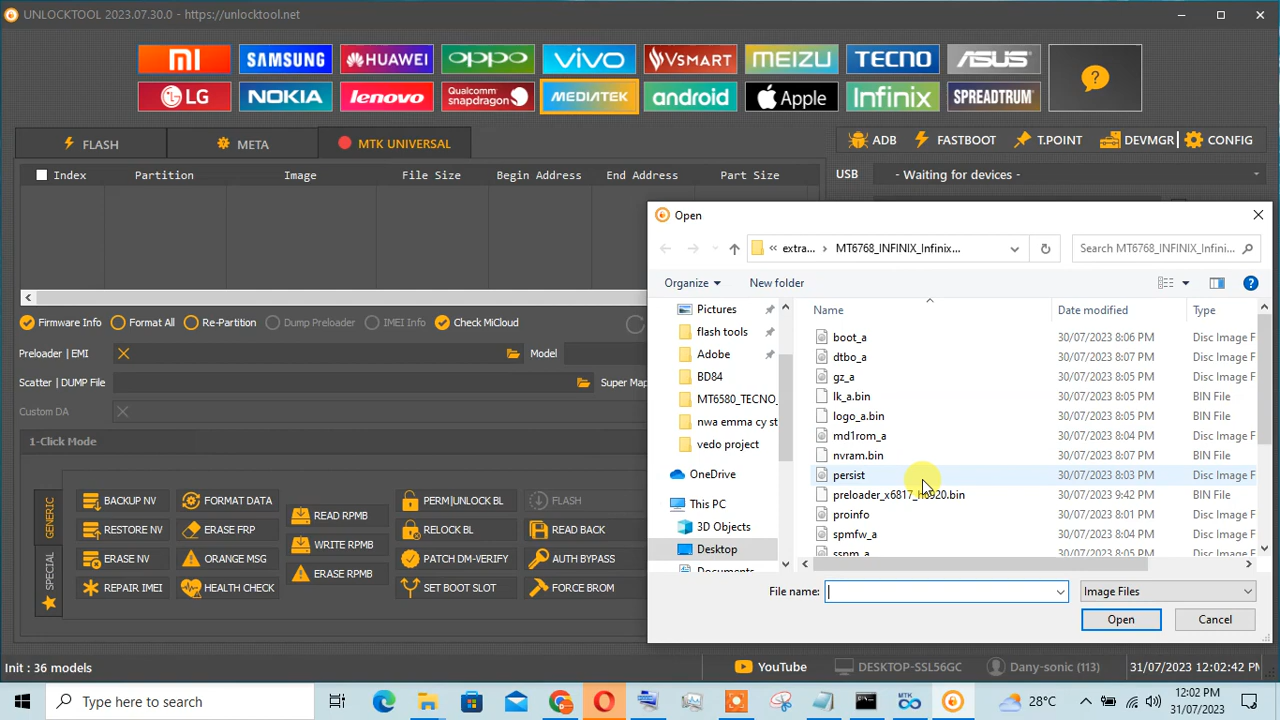 UNLOCKTOOL 2023.07.30.0 - https://unlocktool.net
MI SAMSUNG HUAWEI OPPO vivo VSMART MEIZU TECNO ASUS ?
LG NOKIA lenovo Qualcomm snapdragon MEDIATEK android Apple Infinix SPREADTRUM
FLASH META MTK UNIVERSAL
ADB FASTBOOT T.POINT DEVMGR CONFIG
Index Partition Image File Size Begin Address End Address Part Size
USB - Waiting for devices -
Open
« extra... › MT6768_INFINIX_Infinix...
Search MT6768_INFINIX_Infini...
Organize New folder
Pictures
flash tools
Adobe
BD84
MT6580_TECNO_
nwa emma cy st
vedo project
OneDrive
This PC
3D Objects
Desktop
Documents
Name Date modified Type
boot_a 30/07/2023 8:06 PM Disc Image F
dtbo_a 30/07/2023 8:07 PM Disc Image F
gz_a 30/07/2023 8:05 PM Disc Image F
lk_a.bin 30/07/2023 8:05 PM BIN File
logo_a.bin 30/07/2023 8:05 PM BIN File
md1rom_a 30/07/2023 8:04 PM Disc Image F
nvram.bin 30/07/2023 8:07 PM BIN File
persist 30/07/2023 8:03 PM Disc Image F
preloader_x6817_h6920.bin 30/07/2023 9:42 PM BIN File
proinfo 30/07/2023 8:01 PM Disc Image F
spmfw_a 30/07/2023 8:05 PM Disc Image F
sspm_a 30/07/2023 8:05 PM Disc Image F
File name: Image Files
Open Cancel
Firmware Info Format All Re-Partition Dump Preloader IMEI Info Check MiCloud
Preloader | EMI Model
Scatter | DUMP File Super Map
Custom DA
1-Click Mode
GENERIC
SPECIAL
BACKUP NV FORMAT DATA READ RPMB PERM|UNLOCK BL FLASH
RESTORE NV ERASE FRP WRITE RPMB RELOCK BL READ BACK
ERASE NV ORANGE MSG ERASE RPMB PATCH DM-VERIFY AUTH BYPASS
REPAIR IMEI HEALTH CHECK SET BOOT SLOT FORCE BROM
Init : 36 models
YouTube DESKTOP-SSL56GC Dany-sonic (113) 31/07/2023 12:02:42 PM
Type here to search
MTK
28°C
12:02 PM
31/07/2023